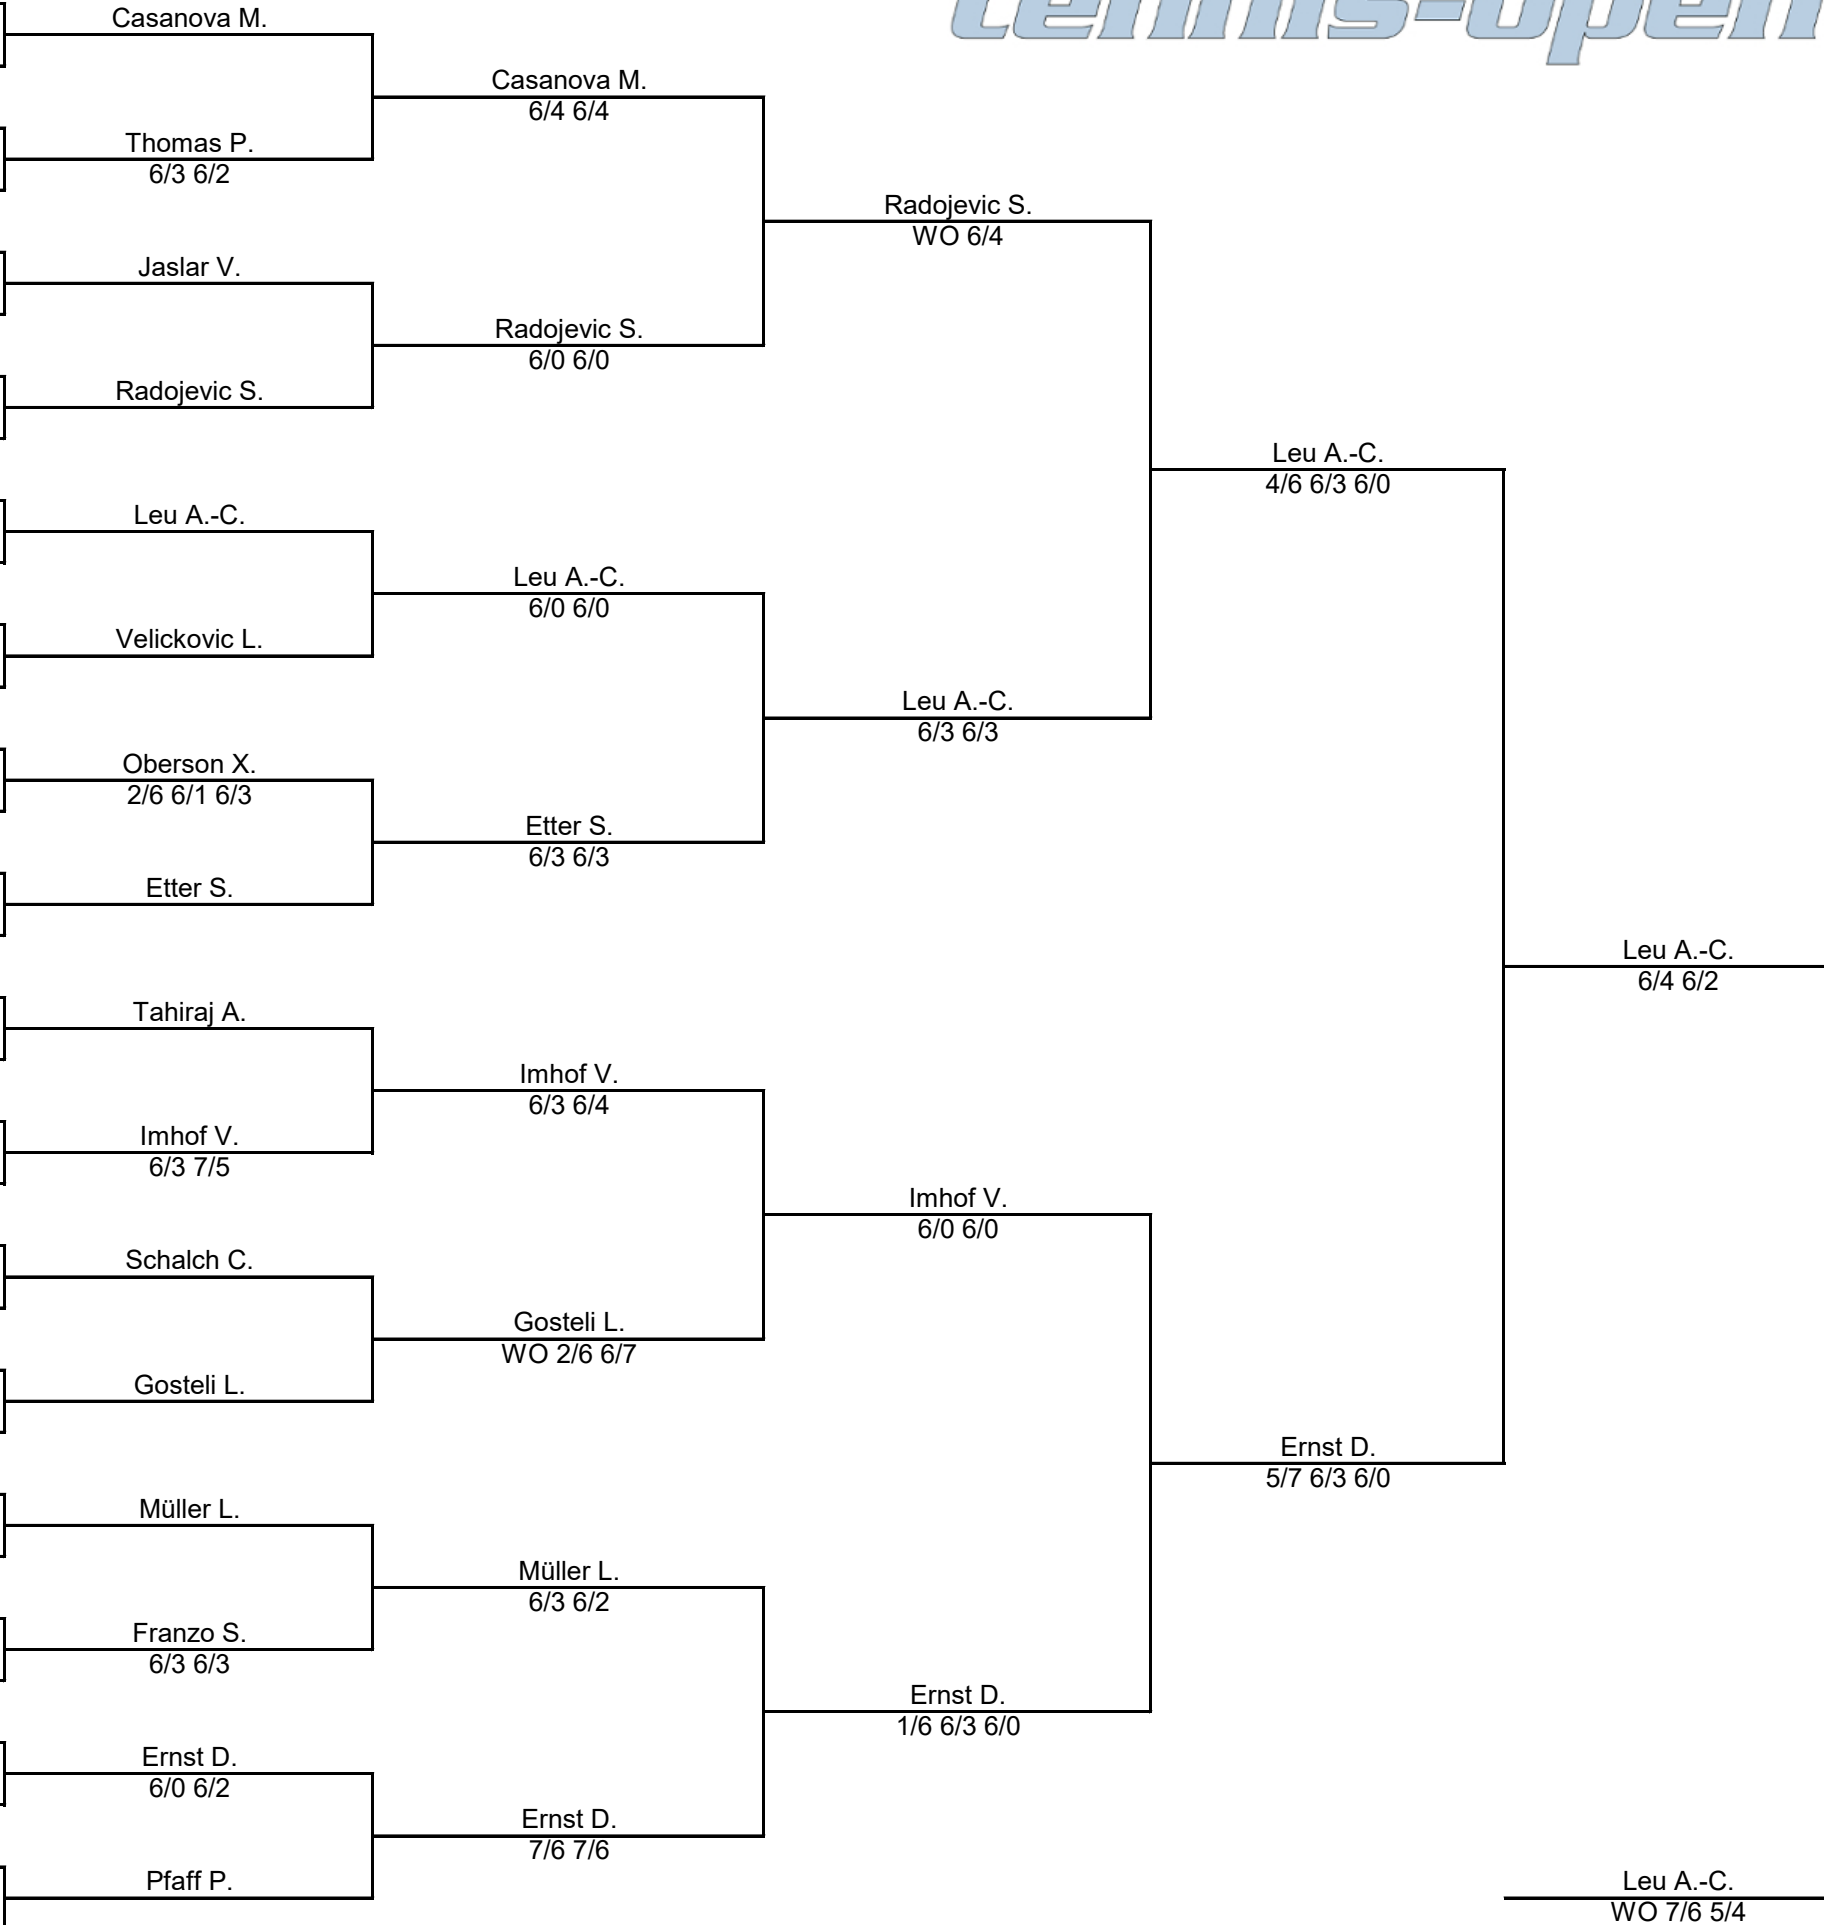 tennis-open
Casanova M.
Casanova M.
6/4 6/4
Thomas P.
6/3 6/2
Radojevic S.
WO 6/4
Jaslar V.
Radojevic S.
6/0 6/0
Radojevic S.
Leu A.-C.
4/6 6/3 6/0
Leu A.-C.
Leu A.-C.
6/0 6/0
Velickovic L.
Leu A.-C.
6/3 6/3
Oberson X.
2/6 6/1 6/3
Etter S.
6/3 6/3
Etter S.
Leu A.-C.
6/4 6/2
Tahiraj A.
Imhof V.
6/3 6/4
Imhof V.
6/3 7/5
Imhof V.
6/0 6/0
Schalch C.
Gosteli L.
WO 2/6 6/7
Gosteli L.
Ernst D.
5/7 6/3 6/0
Müller L.
Müller L.
6/3 6/2
Franzo S.
6/3 6/3
Ernst D.
1/6 6/3 6/0
Ernst D.
6/0 6/2
Ernst D.
7/6 7/6
Pfaff P.
Leu A.-C.
WO 7/6 5/4